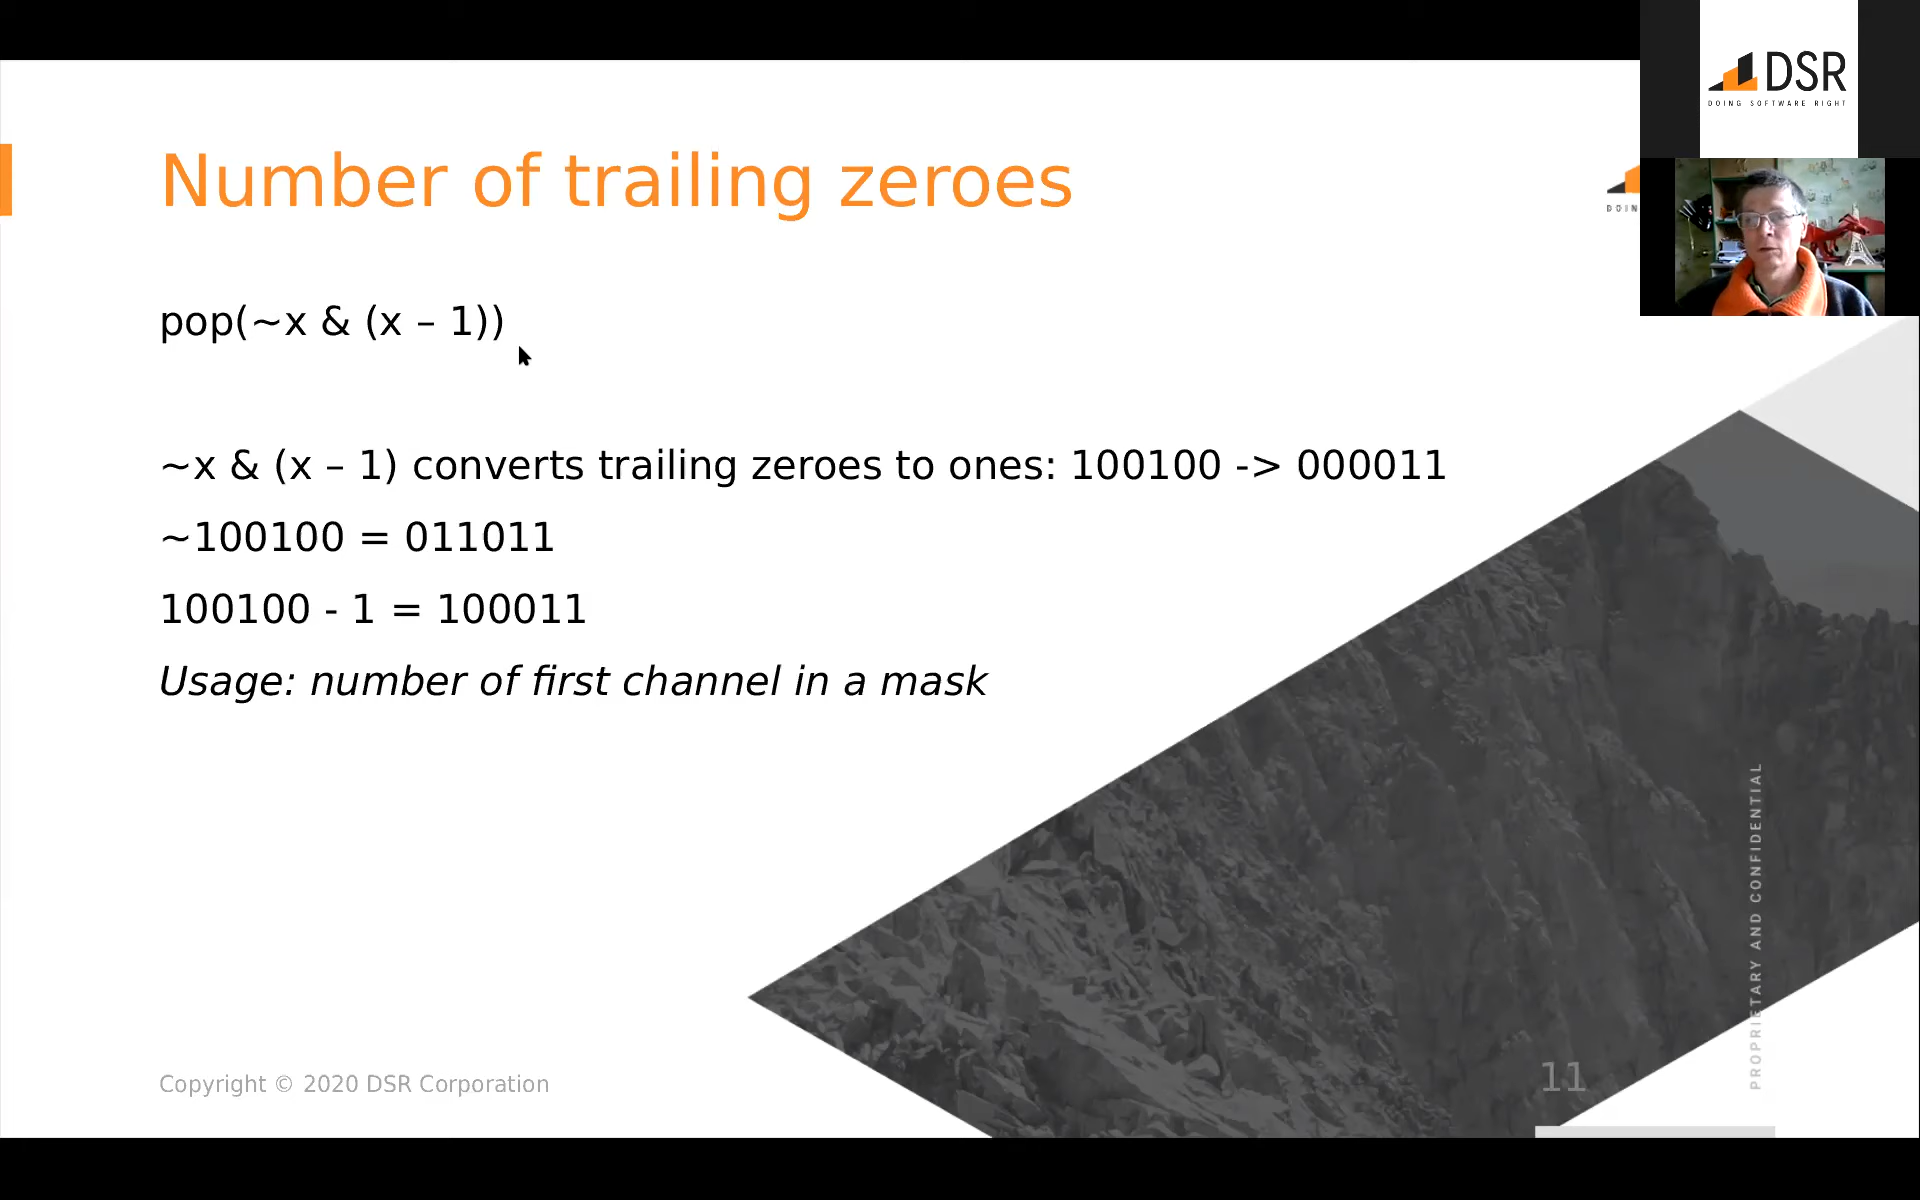 DSR
DOING SOFTWARE RIGHT
Number of trailing zeroes
DOIN
pop(~x & (x – 1))
~x & (x – 1) converts trailing zeroes to ones: 100100 -> 000011
~100100 = 011011
100100 - 1 = 100011
Usage: number of first channel in a mask
PROPRIETARY AND CONFIDENTIAL
Copyright © 2020 DSR Corporation
11